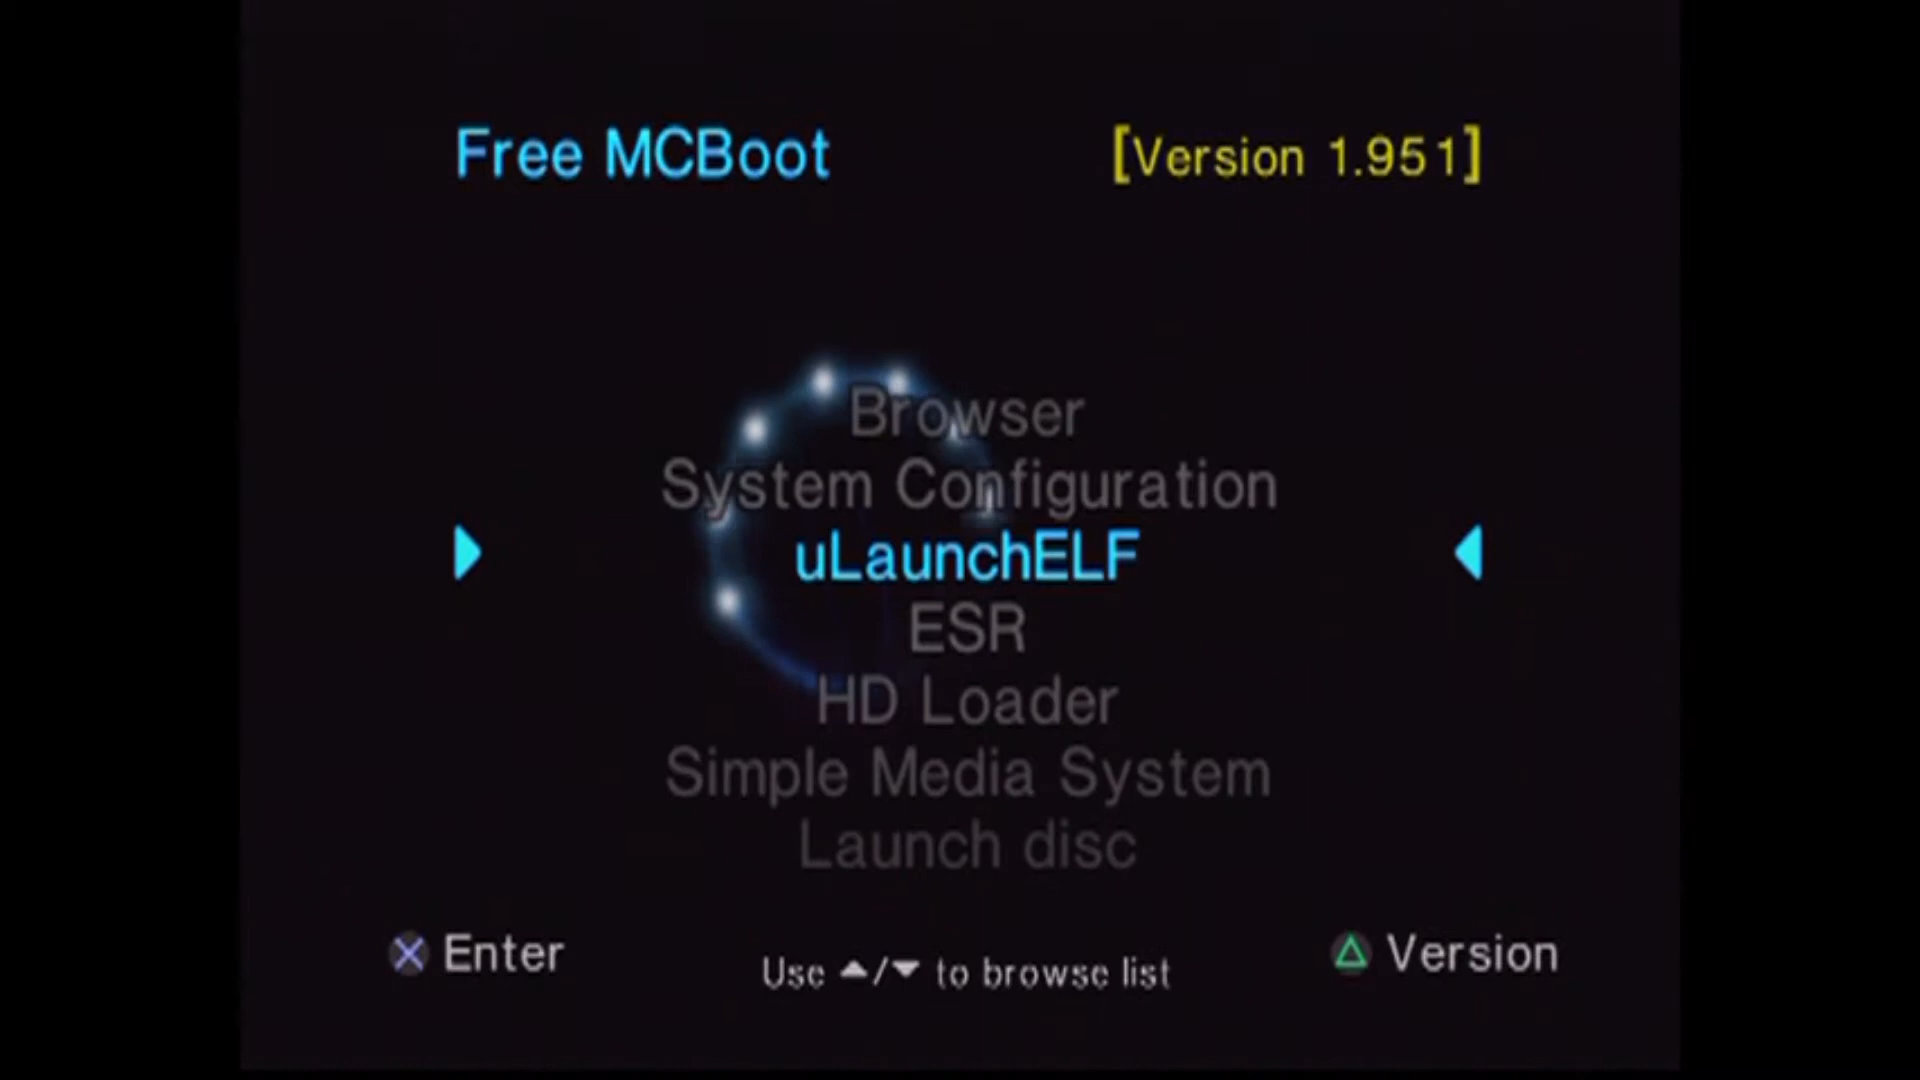 Free MCBoot
[Version 1.951]
Browser
System Configuration
uLaunchELF
ESR
HD Loader
Simple Media System
Launch disc
Enter
Use ▲/▼ to browse list
Version